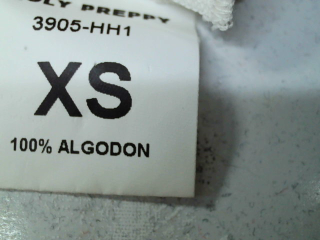 PREPPY
3905-HH1
XS
100% ALGODON